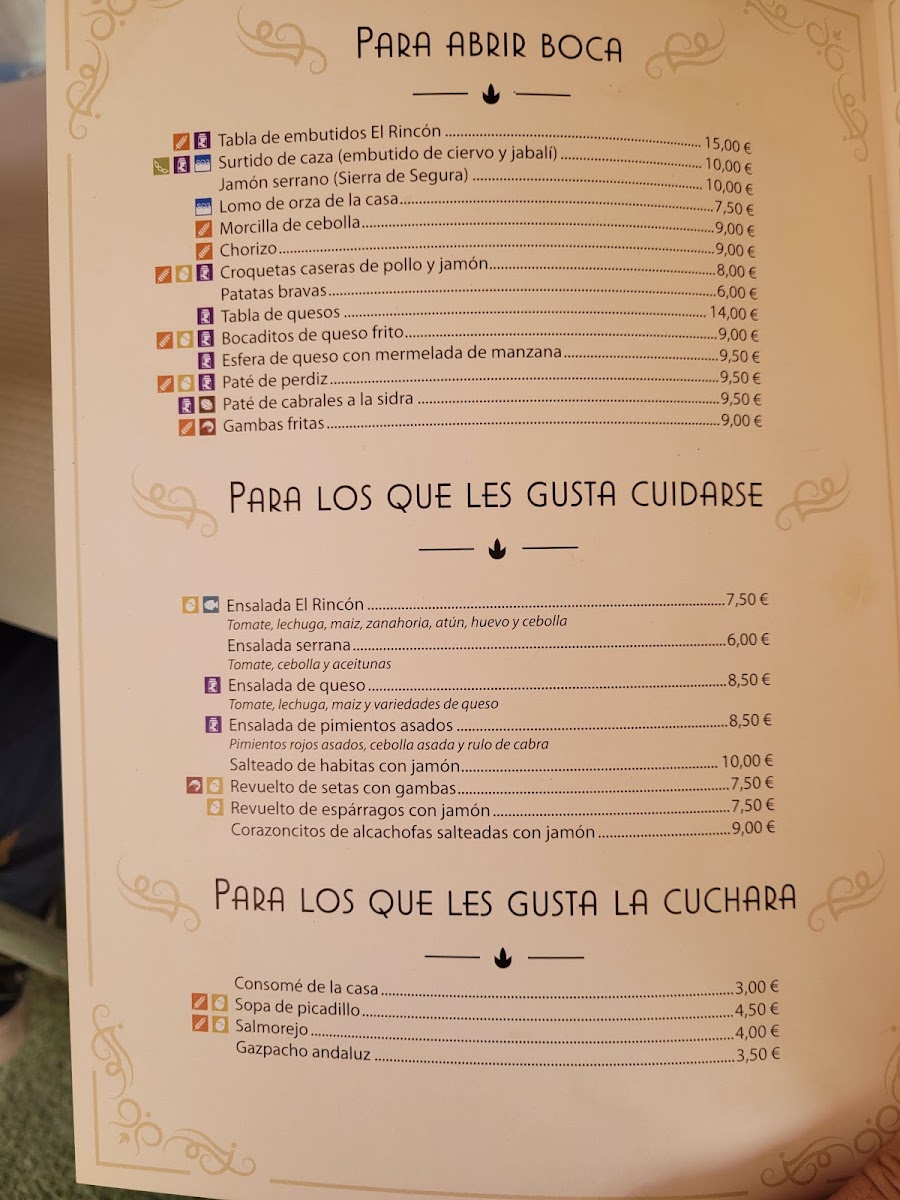 PARA ABRIR BOCA
Tabla de embutidos El Rincón 15,00 €
Surtido de caza (embutido de ciervo y jabalí) 10,00 €
Jamón serrano (Sierra de Segura) 10,00 €
Lomo de orza de la casa 7,50 €
Morcilla de cebolla 9,00 €
Chorizo 9,00 €
Croquetas caseras de pollo y jamón 8,00 €
Patatas bravas 6,00 €
Tabla de quesos 14,00 €
Bocaditos de queso frito 9,00 €
Esfera de queso con mermelada de manzana 9,50 €
Paté de perdiz 9,50 €
Paté de cabrales a la sidra 9,50 €
Gambas fritas 9,00 €
PARA LOS QUE LES GUSTA CUIDARSE
Ensalada El Rincón 7,50 €
Tomate, lechuga, maiz, zanahoria, atún, huevo y cebolla
Ensalada serrana 6,00 €
Tomate, cebolla y aceitunas
Ensalada de queso 8,50 €
Tomate, lechuga, maiz y variedades de queso
Ensalada de pimientos asados 8,50 €
Pimientos rojos asados, cebolla asada y rulo de cabra
Salteado de habitas con jamón 10,00 €
Revuelto de setas con gambas 7,50 €
Revuelto de espárragos con jamón 7,50 €
Corazoncitos de alcachofas salteadas con jamón 9,00 €
PARA LOS QUE LES GUSTA LA CUCHARA
Consomé de la casa 3,00 €
Sopa de picadillo 4,50 €
Salmorejo 4,00 €
Gazpacho andaluz 3,50 €